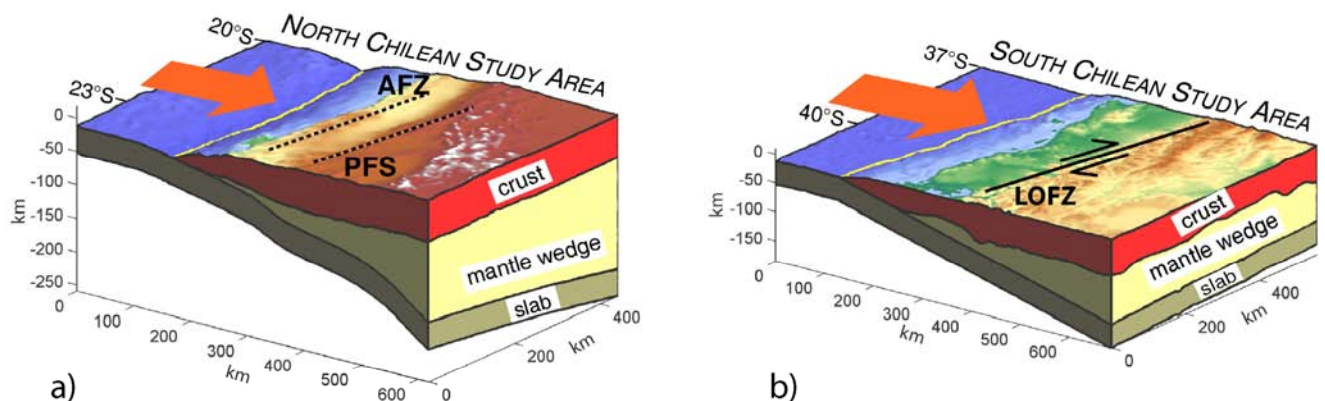 NORTH CHILEAN STUDY AREA
20°S
23°S
AFZ
PFS
0
-50
-100
-150
-200
-250
km
crust
mantle wedge
slab
0
100
200
300
400
500
600
km
0
200
400
km
a)
SOUTH CHILEAN STUDY AREA
37°S
40°S
LOFZ
0
-50
-100
-150
km
crust
mantle wedge
slab
0
100
200
300
400
500
600
km
0
200
400
km
b)